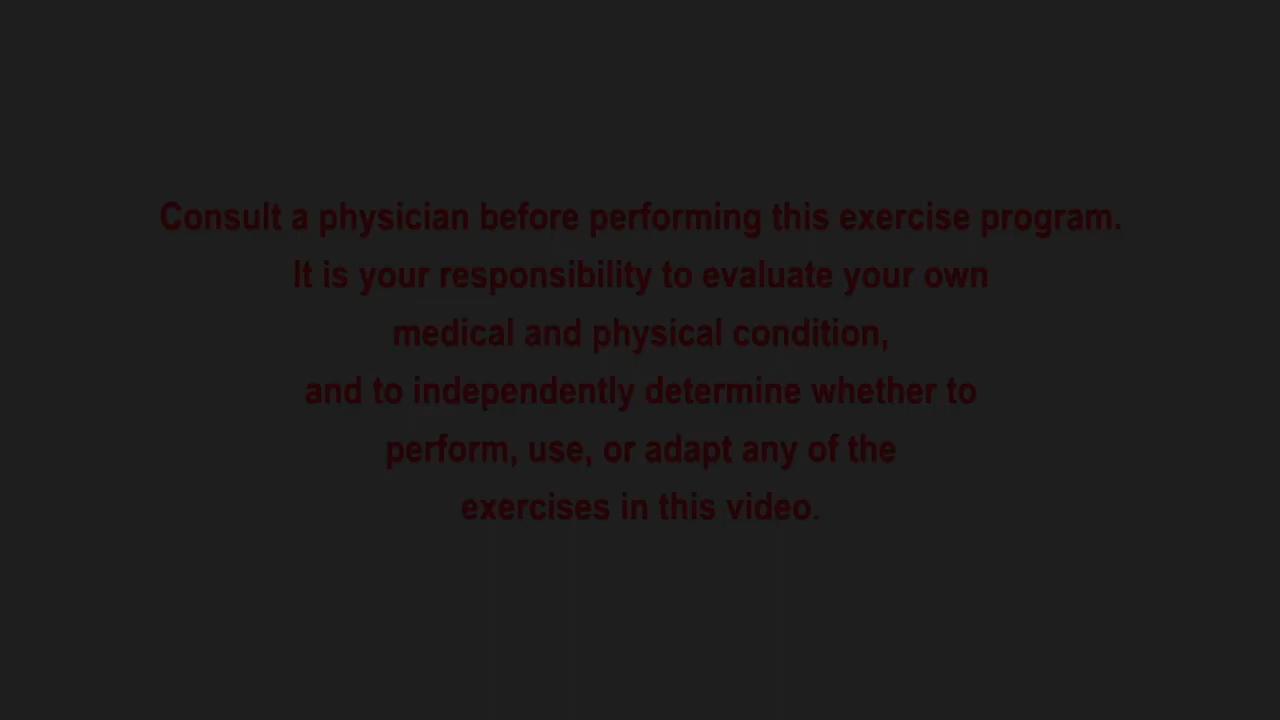 Consult a physician before performing this exercise program.
It is your responsibility to evaluate your own
medical and physical condition,
and to independently determine whether to
perform, use, or adapt any of the
exercises in this video.